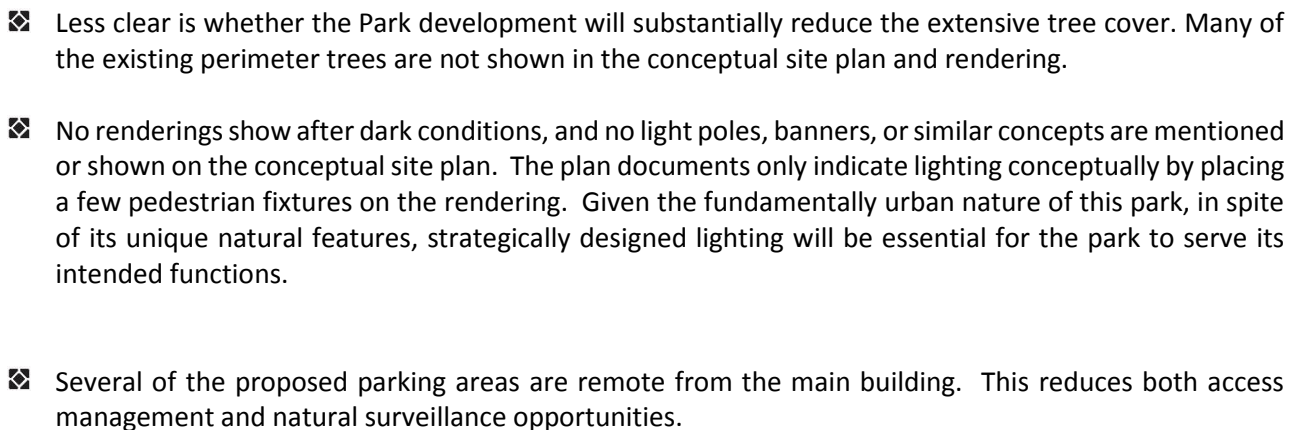 Less clear is whether the Park development will substantially reduce the extensive tree cover. Many of
the existing perimeter trees are not shown in the conceptual site plan and rendering.
No renderings show after dark conditions, and no light poles, banners, or similar concepts are mentioned
or shown on the conceptual site plan. The plan documents only indicate lighting conceptually by placing
a few pedestrian fixtures on the rendering. Given the fundamentally urban nature of this park, in spite
of its unique natural features, strategically designed lighting will be essential for the park to serve its
intended functions.
Several of the proposed parking areas are remote from the main building. This reduces both access
management and natural surveillance opportunities.